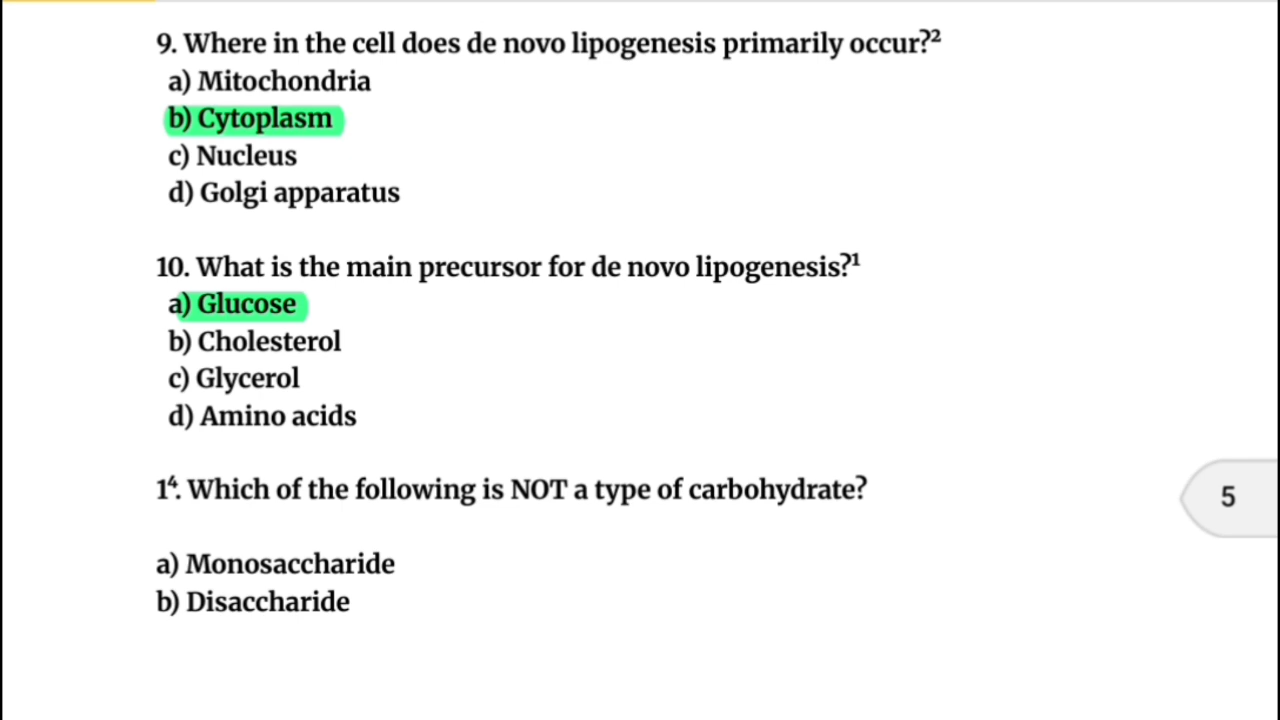 9. Where in the cell does de novo lipogenesis primarily occur?²
a) Mitochondria
b) Cytoplasm
c) Nucleus
d) Golgi apparatus
10. What is the main precursor for de novo lipogenesis?¹
a) Glucose
b) Cholesterol
c) Glycerol
d) Amino acids
1⁴. Which of the following is NOT a type of carbohydrate?
5
a) Monosaccharide
b) Disaccharide